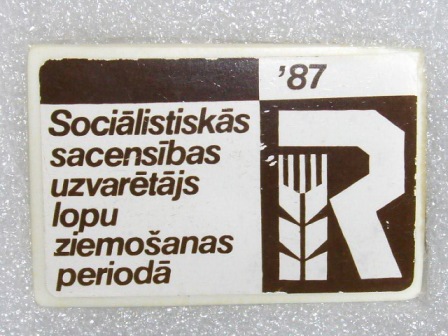 '87
Sociālistiskās
sacensības
uzvarētājs
lopu
ziemošanas
periodā
R